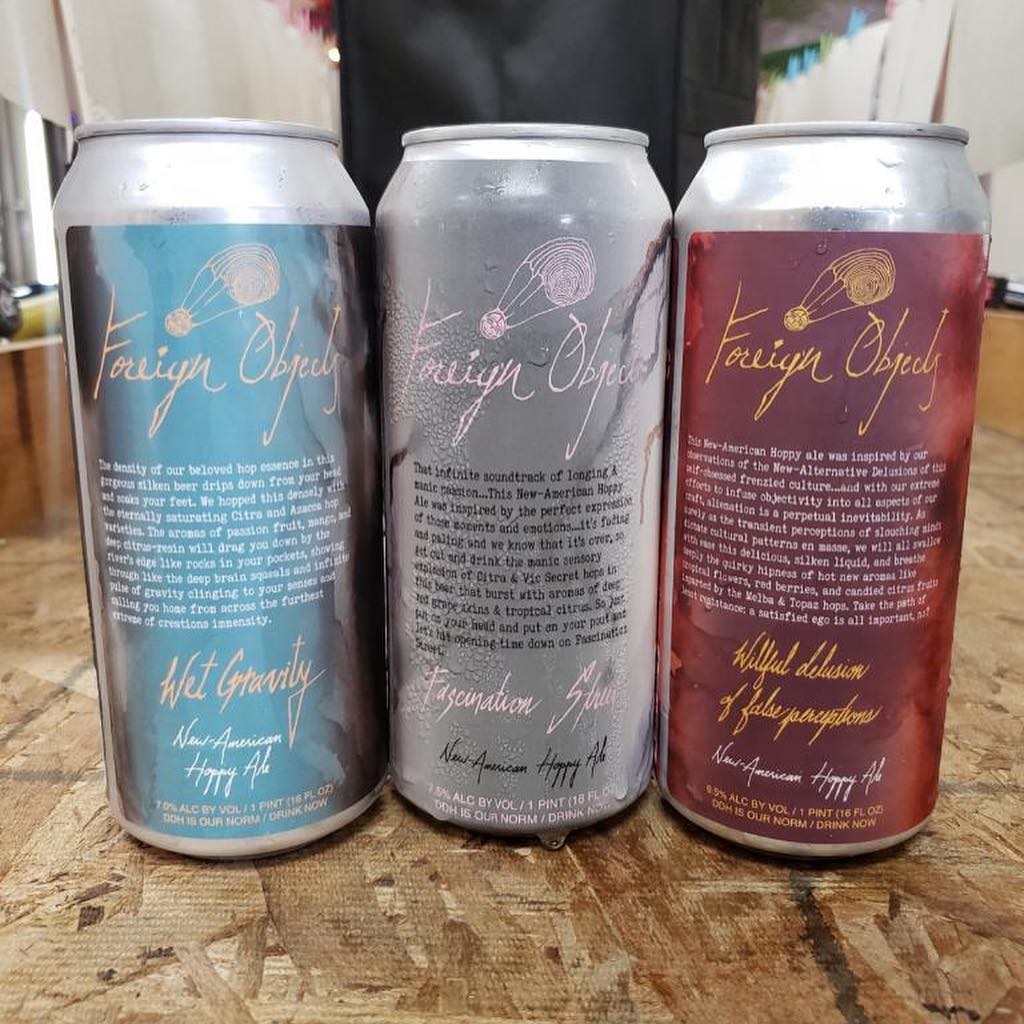 Foreign Objects
The density of our beloved hop essence in this
gorgeous silken beer drips down from your head
and soaks your feet. We hopped this densely with
the eternally saturating Citra and Azacca hop
varieties. The aromas of passion fruit, mango, and
deep citrus-resin will drag you down by the
river's edge like rocks in your pockets, showing
through like the deep brain squeals and infinite
pulse of gravity clinging to your senses and
calling you home from across the furthest
extreme of creations immensity.
Wet Gravity
New-American
Hoppy Ale
7.0% ALC BY VOL / 1 PINT (16 FL OZ)
DDH IS OUR NORM / DRINK NOW
Foreign Objects
That infinite soundtrack of longing &
manic passion...This New-American Hoppy
Ale was inspired by the perfect expression
of those moments and emotions...it's fading
and paling and we know that it's over, so
get out and drink the manic sensory
explosion of Citra & Vic Secret hops in
this beer that burst with aromas of deep
red grape skins & tropical citrus. So just
put on your head and put on your pout and
let's hit opening-time down on Fascination
Street.
Fascination Street
New-American Hoppy Ale
7.5% ALC BY VOL / 1 PINT (16 FL OZ)
DDH IS OUR NORM / DRINK NOW
Foreign Objects
This New-American Hoppy ale was inspired by our
observations of the New-Alternative Delusions of this
self-obsessed frenzied culture...and with our extreme
efforts to infuse objectivity into all aspects of our
craft, alienation is a perpetual inevitability. As
surely as the transient perceptions of slouching minds
dictate cultural patterns en masse, we will all swallow
with ease this delicious, silken liquid, and breathe
deeply the quirky hipness of hot new aromas like
tropical flowers, red berries, and candied citrus fruits
imparted by the Melba & Topaz hops. Take the path of
least resistance; a satisfied ego is all important, no?
Willful delusion
of false perceptions
New-American Hoppy Ale
6.5% ALC BY VOL / 1 PINT (16 FL OZ)
DDH IS OUR NORM / DRINK NOW